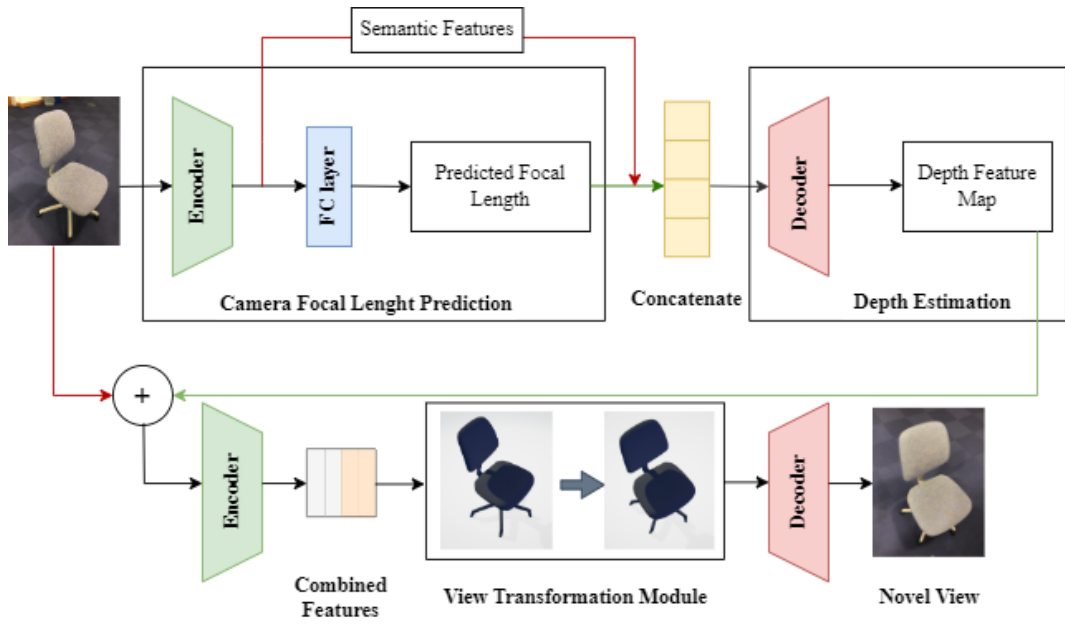 Semantic Features
Encoder
FC layer
Predicted Focal
Length
Camera Focal Lenght Prediction
Concatenate
Decoder
Depth Feature
Map
Depth Estimation
+
Encoder
Combined
Features
View Transformation Module
Decoder
Novel View